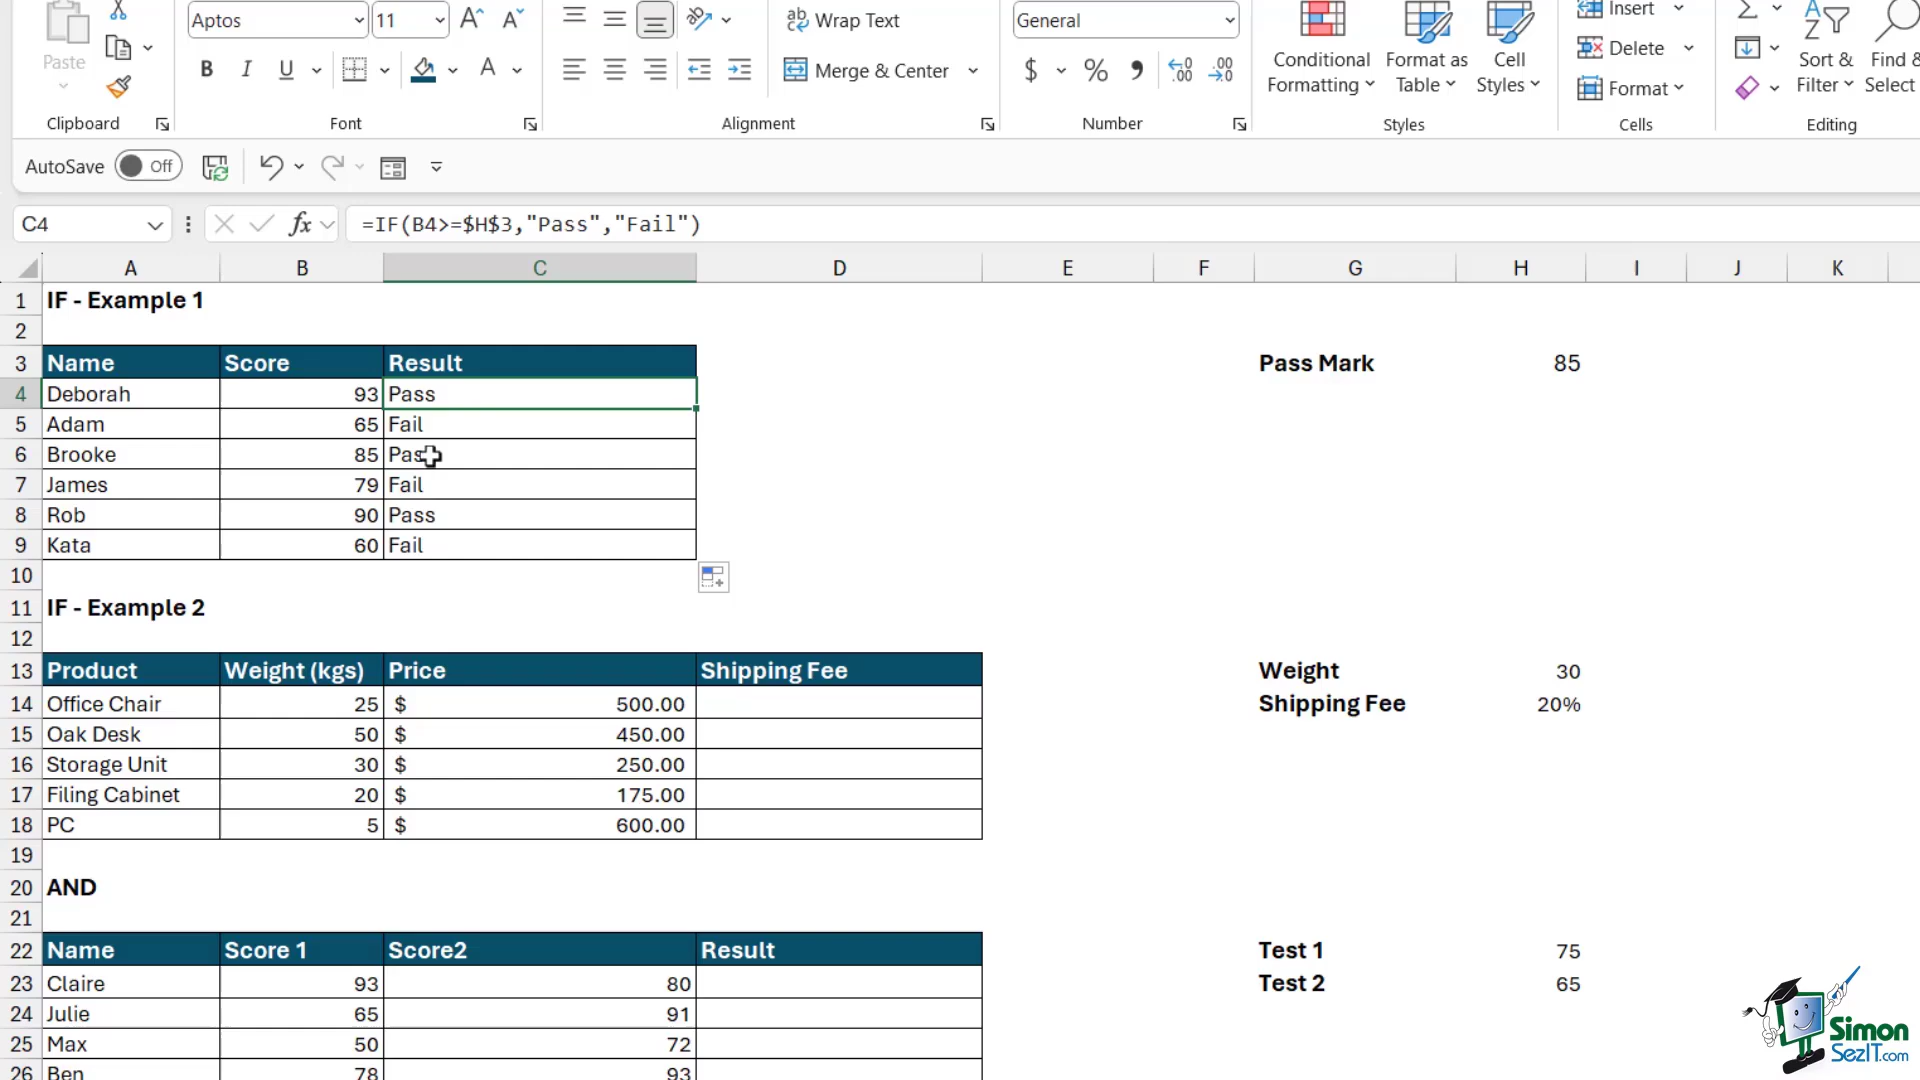 Aptos 11 Wrap Text General Insert
Paste Merge & Center $ % Conditional Formatting Format as Table Cell Styles Delete Format Sort & Filter Find & Select
Clipboard Font Alignment Number Styles Cells Editing
AutoSave Off
C4 fx =IF(B4>=$H$3,"Pass","Fail")
A B C D E F G H I J K
1 IF - Example 1
2
3 Name Score Result Pass Mark 85
4 Deborah 93 Pass
5 Adam 65 Fail
6 Brooke 85 Pass
7 James 79 Fail
8 Rob 90 Pass
9 Kata 60 Fail
10
11 IF - Example 2
12
13 Product Weight (kgs) Price Shipping Fee Weight 30
14 Office Chair 25 $ 500.00 Shipping Fee 20%
15 Oak Desk 50 $ 450.00
16 Storage Unit 30 $ 250.00
17 Filing Cabinet 20 $ 175.00
18 PC 5 $ 600.00
19
20 AND
21
22 Name Score 1 Score2 Result Test 1 75
23 Claire 93 80 Test 2 65
24 Julie 65 91
25 Max 50 72
26 Ben 78 93
Simon
SezIT.com